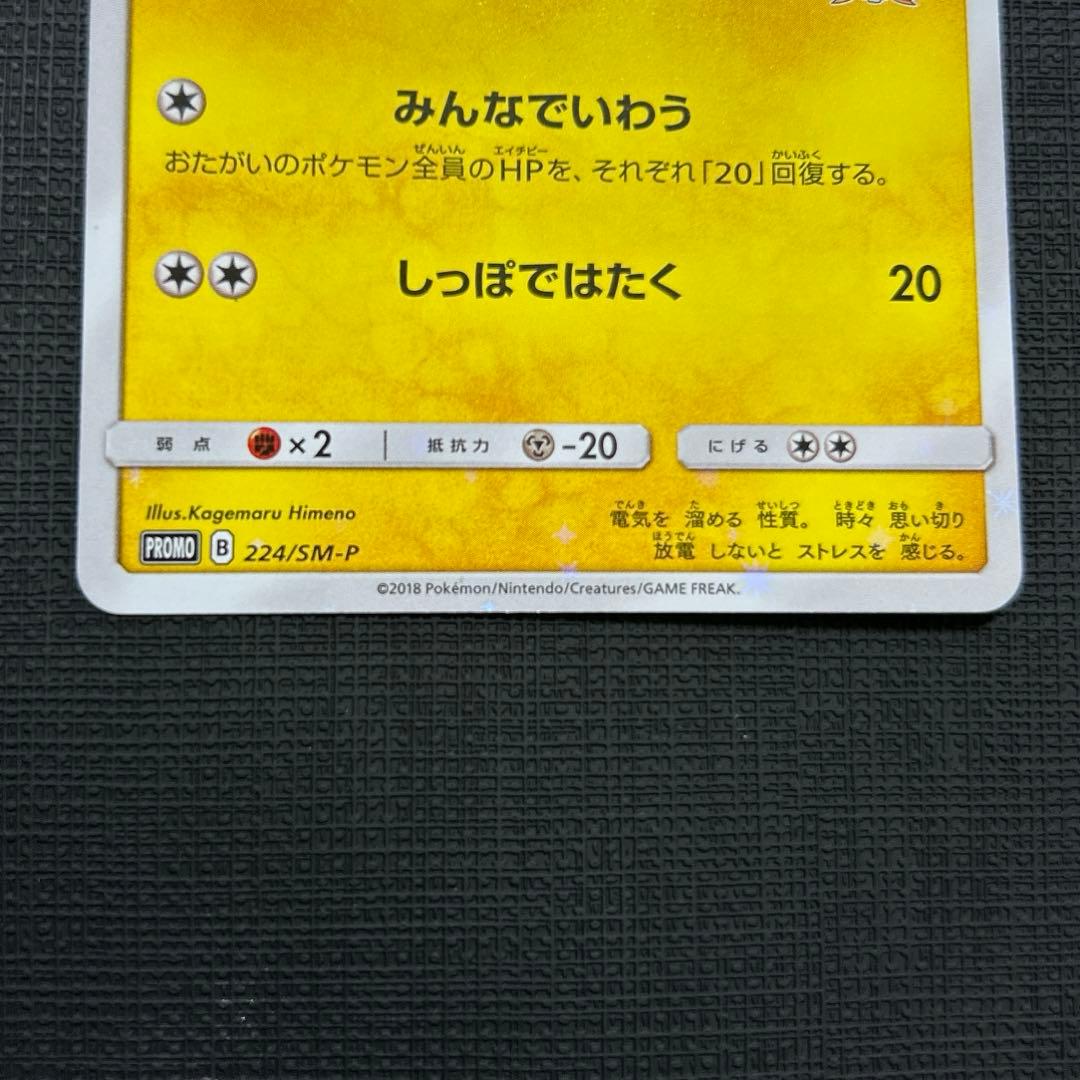 みんなでいわう
おたがいのポケモン全員のHPを、それぞれ「20」回復する。
しっぽではたく 20
弱点 ×2 抵抗力 -20 にげる
Illus.Kagemaru Himeno
PROMO B 224/SM-P
電気を 溜める 性質。 時々 思い切り
放電 しないと ストレスを 感じる。
©2018 Pokémon/Nintendo/Creatures/GAME FREAK.